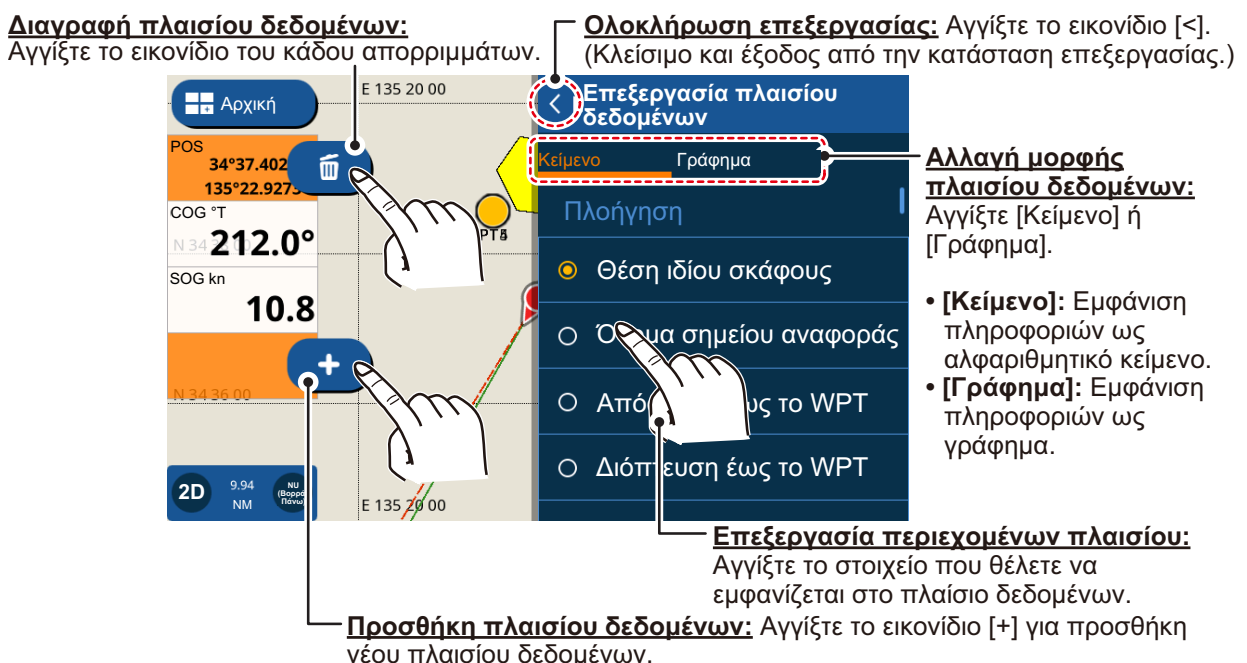 Διαγραφή πλαισίου δεδομένων:
Αγγίξτε το εικονίδιο του κάδου απορριμμάτων.
Ολοκλήρωση επεξεργασίας: Αγγίξτε το εικονίδιο [<].
(Κλείσιμο και έξοδος από την κατάσταση επεξεργασίας.)
Αρχική
E 135 20 00
POS
34°37.402
135°22.927
COG °T
N 34
212.0°
SOG kn
10.8
N 34 36 00
2D
9.94
NM
NU
(Βορρά
Πάνω)
E 135 20 00
Επεξεργασία πλαισίου
δεδομένων
Κείμενο
Γράφημα
Πλοήγηση
Θέση ιδίου σκάφους
σημείου αναφοράς
ως το WPT
Διόπτευση έως το WPT
Αλλαγή μορφής
πλαισίου δεδομένων:
Αγγίξτε [Κείμενο] ή
[Γράφημα].
• [Κείμενο]: Εμφάνιση
πληροφοριών ως
αλφαριθμητικό κείμενο.
• [Γράφημα]: Εμφάνιση
πληροφοριών ως
γράφημα.
Επεξεργασία περιεχομένων πλαισίου:
Αγγίξτε το στοιχείο που θέλετε να
εμφανίζεται στο πλαίσιο δεδομένων.
Προσθήκη πλαισίου δεδομένων: Αγγίξτε το εικονίδιο [+] για προσθήκη
νέου πλαισίου δεδομένων.